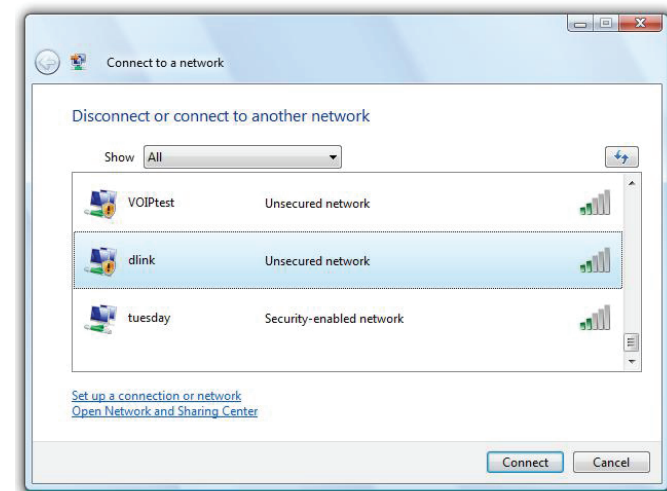 Connect to a network
Disconnect or connect to another network
Show All
VOIPtest Unsecured network
dlink Unsecured network
tuesday Security-enabled network
Set up a connection or network
Open Network and Sharing Center
Connect Cancel